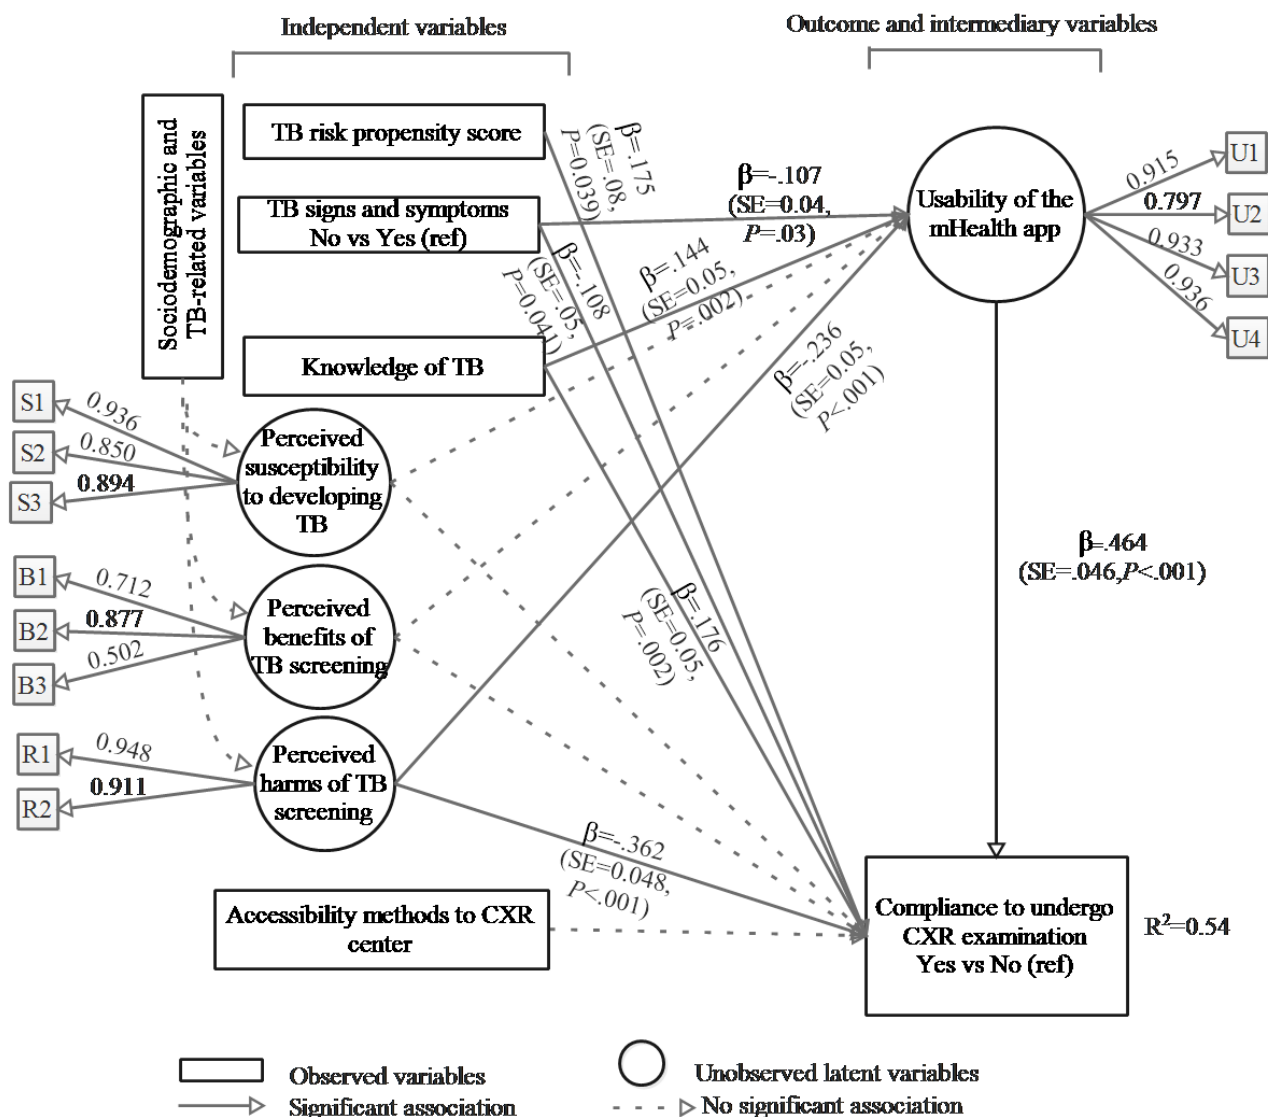 Independent variables
Outcome and intermediary variables
Sociodemographic and
TB-related variables
TB risk propensity score
β=.175
(SE=.08,
P=0.039)
TB signs and symptoms
No vs Yes (ref)
β=-.107
(SE=0.04,
P=.03)
β=-.108
(SE=.05,
P=0.041)
Usability of the
mHealth app
0.915
U1
0.797
U2
0.933
U3
0.936
U4
Knowledge of TB
β=.144
(SE=0.05,
P=.002)
β=-.236
(SE=0.05,
P<.001)
S1
0.936
S2
0.850
S3
0.894
Perceived
susceptibility
to developing
TB
β=.464
(SE=.046,P<.001)
B1
0.712
B2
0.877
B3
0.502
Perceived
benefits of
TB screening
β=.176
(SE=0.05,
P=.002)
R1
0.948
R2
0.911
Perceived
harms of TB
screening
β=-.362
(SE=0.048,
P<.001)
Accessibility methods to CXR
center
Compliance to undergo
CXR examination
Yes vs No (ref)
R²=0.54
Observed variables
Unobserved latent variables
Significant association
No significant association